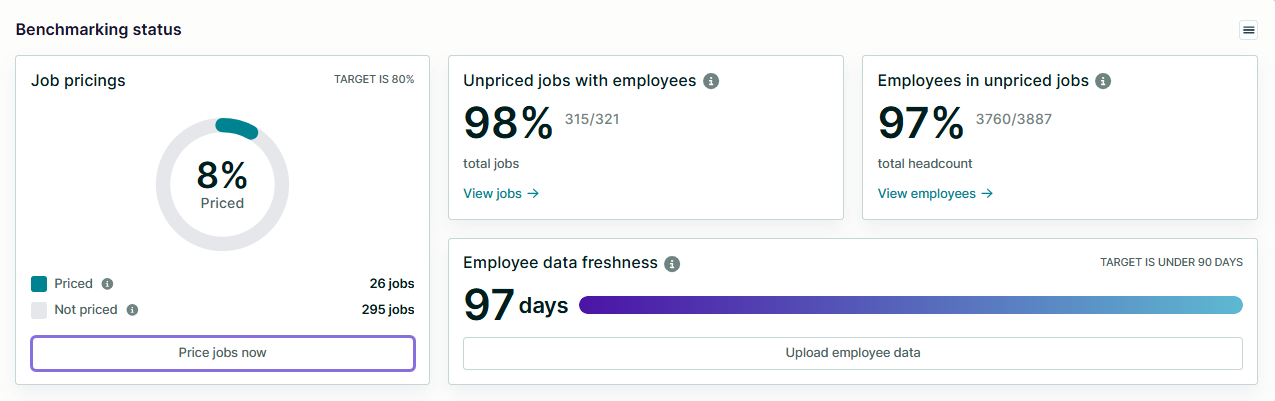 Benchmarking status
Job pricings
TARGET IS 80%
8%
Priced
Priced
26 jobs
Not priced
295 jobs
Price jobs now
Unpriced jobs with employees
98% 315/321
total jobs
View jobs →
Employees in unpriced jobs
97% 3760/3887
total headcount
View employees →
Employee data freshness
TARGET IS UNDER 90 DAYS
97 days
Upload employee data